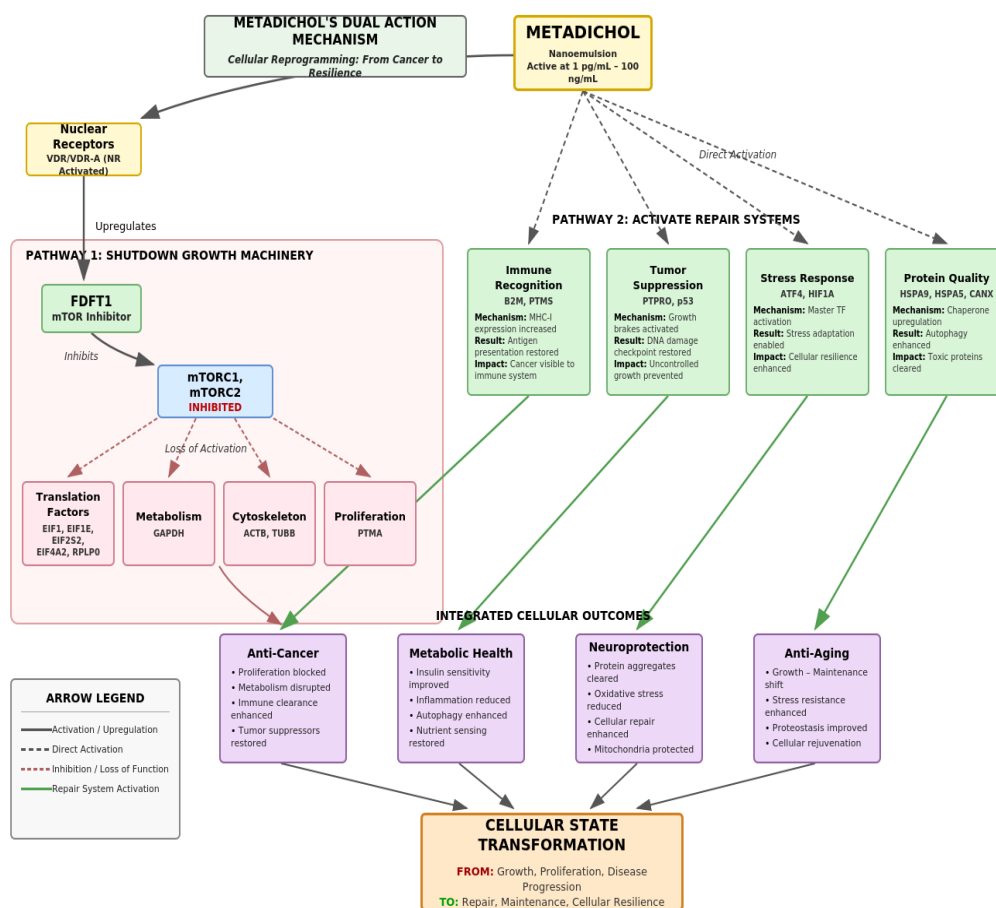 METADICHOL'S DUAL ACTION
MECHANISM
Cellular Reprogramming: From Cancer to
Resilience
METADICHOL
Nanoemulsion
Active at 1 pg/mL – 100
ng/mL
Nuclear
Receptors
VDR/VDR-A (NR
Activated)
Direct Activation
Upregulates
PATHWAY 2: ACTIVATE REPAIR SYSTEMS
PATHWAY 1: SHUTDOWN GROWTH MACHINERY
FDFT1
mTOR Inhibitor
Inhibits
mTORC1,
mTORC2
INHIBITED
Loss of Activation
Translation
Factors
EIF1, EIF1E,
EIF2S2,
EIF4A2, RPLP0
Metabolism
GAPDH
Cytoskeleton
ACTB, TUBB
Proliferation
PTMA
Immune
Recognition
B2M, PTMS
Mechanism: MHC-I
expression increased
Result: Antigen
presentation restored
Impact: Cancer visible to
immune system
Tumor
Suppression
PTPRO, p53
Mechanism: Growth
brakes activated
Result: DNA damage
checkpoint restored
Impact: Uncontrolled
growth prevented
Stress Response
ATF4, HIF1A
Mechanism: Master TF
activation
Result: Stress adaptation
enabled
Impact: Cellular resilience
enhanced
Protein Quality
HSPA9, HSPA5, CANX
Mechanism: Chaperone
upregulation
Result: Autophagy
enhanced
Impact: Toxic proteins
cleared
INTEGRATED CELLULAR OUTCOMES
Anti-Cancer
• Proliferation blocked
• Metabolism disrupted
• Immune clearance
enhanced
• Tumor suppressors
restored
Metabolic Health
• Insulin sensitivity
improved
• Inflammation reduced
• Autophagy enhanced
• Nutrient sensing
restored
Neuroprotection
• Protein aggregates
cleared
• Oxidative stress
reduced
• Cellular repair
enhanced
• Mitochondria protected
Anti-Aging
• Growth – Maintenance
shift
• Stress resistance
enhanced
• Proteostasis improved
• Cellular rejuvenation
ARROW LEGEND
Activation / Upregulation
Direct Activation
Inhibition / Loss of Function
Repair System Activation
CELLULAR STATE
TRANSFORMATION
FROM: Growth, Proliferation, Disease
Progression
TO: Repair, Maintenance, Cellular Resilience